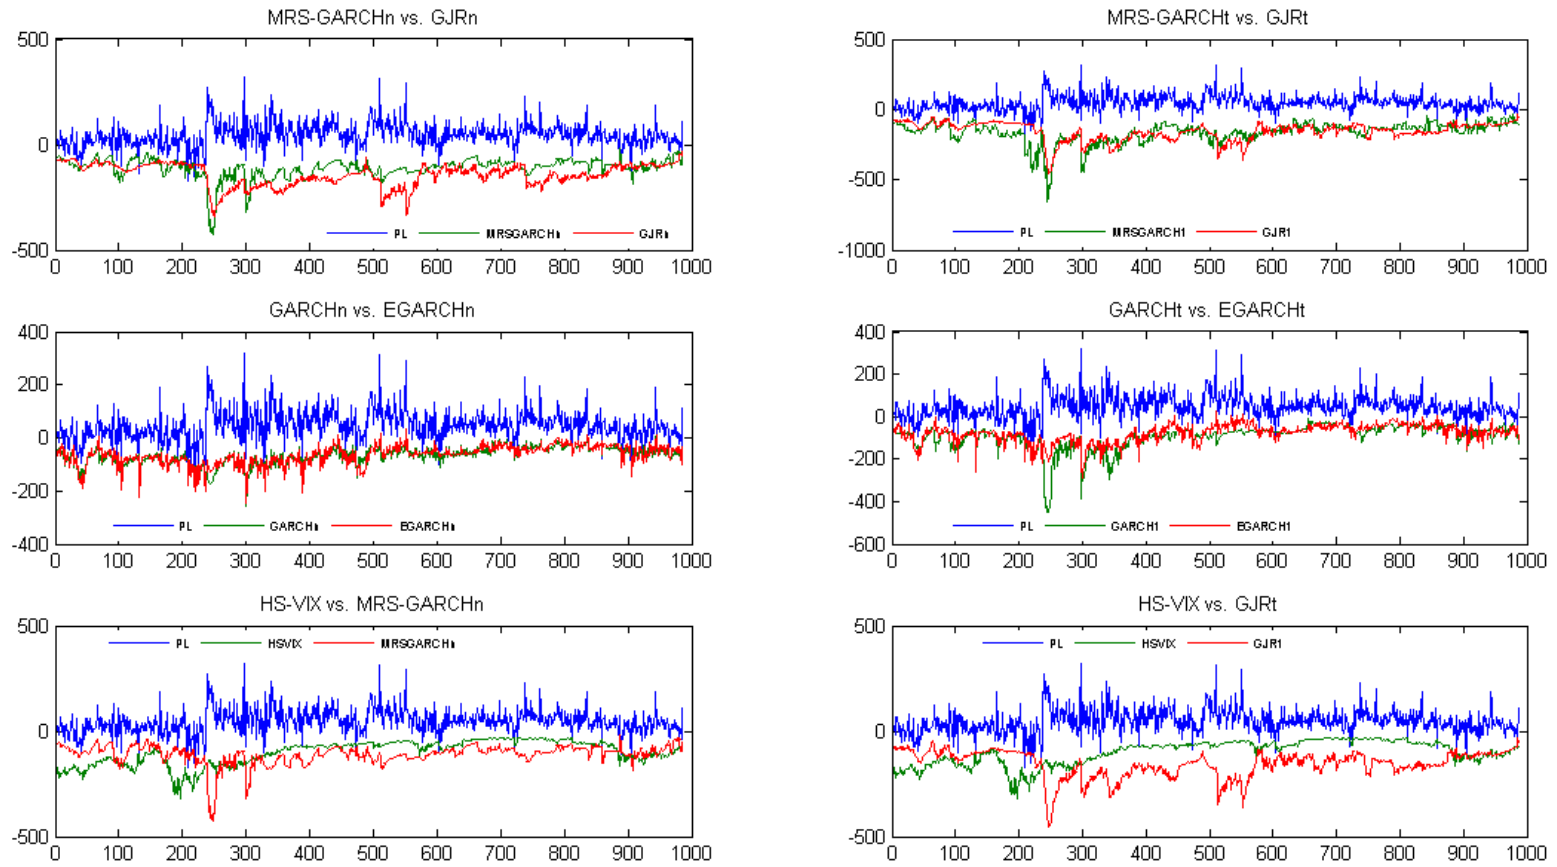 MRS-GARCHn vs. GJRn
500
0
-500
PL MRSGARCHn GJRn
0 100 200 300 400 500 600 700 800 900 1000
MRS-GARCHt vs. GJRt
500
0
-500
-1000
PL MRSGARCHt GJRt
0 100 200 300 400 500 600 700 800 900 1000
GARCHn vs. EGARCHn
400
200
0
-200
-400
PL GARCHn EGARCHn
0 100 200 300 400 500 600 700 800 900 1000
GARCHt vs. EGARCHt
400
200
0
-200
-400
-600
PL GARCHt EGARCHt
0 100 200 300 400 500 600 700 800 900 1000
HS-VIX vs. MRS-GARCHn
500
PL HSVIX MRSGARCHn
0
-500
0 100 200 300 400 500 600 700 800 900 1000
HS-VIX vs. GJRt
500
PL HSVIX GJRt
0
-500
0 100 200 300 400 500 600 700 800 900 1000